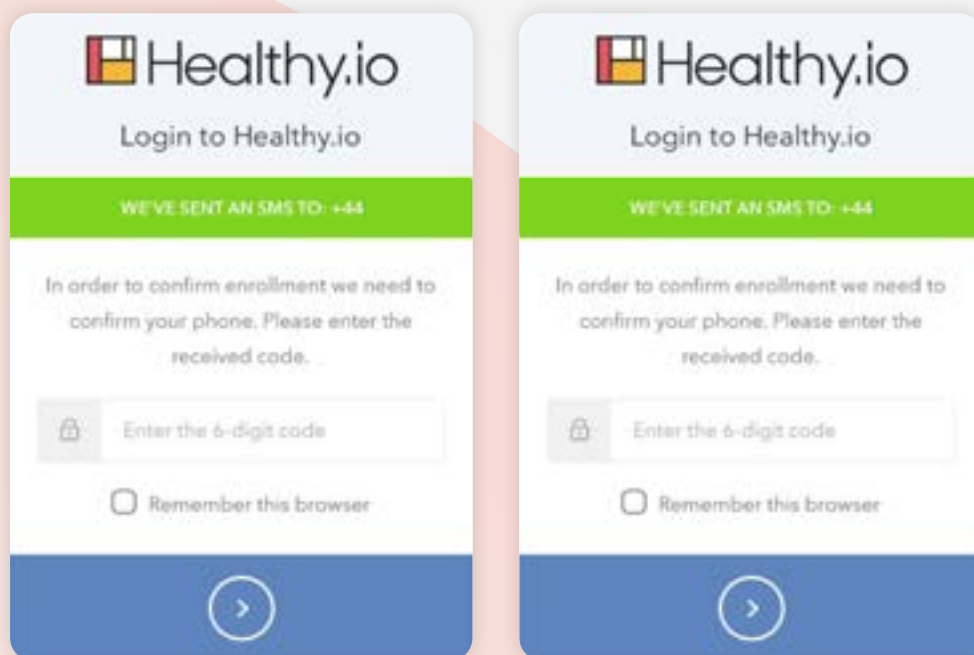 Healthy.io
Login to Healthy.io
WE'VE SENT AN SMS TO: +44
In order to confirm enrollment we need to
confirm your phone. Please enter the
received code.
Enter the 6-digit code
Remember this browser
Healthy.io
Login to Healthy.io
WE'VE SENT AN SMS TO: +44
In order to confirm enrollment we need to
confirm your phone. Please enter the
received code.
Enter the 6-digit code
Remember this browser